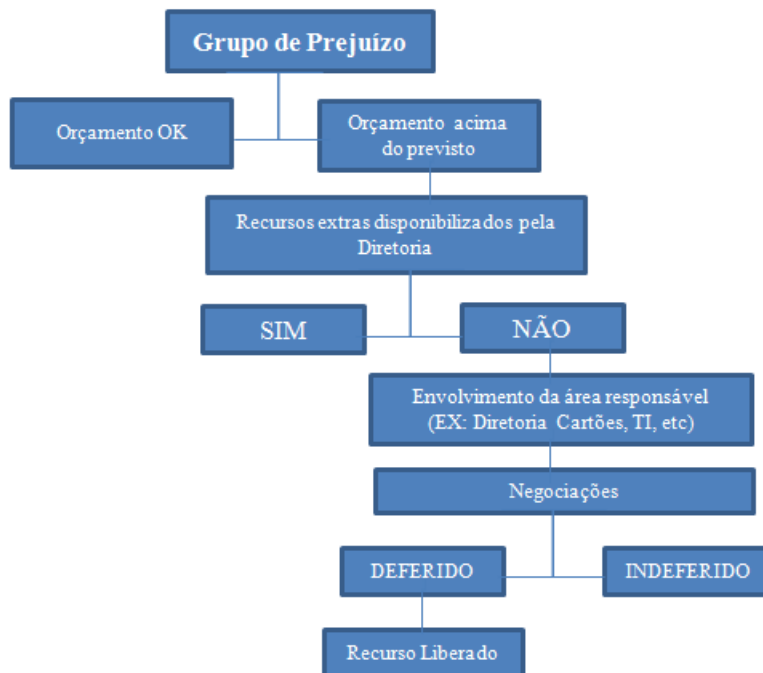 Grupo de Prejuízo
Orçamento OK
Orçamento acima
do previsto
Recursos extras disponibilizados pela
Diretoria
SIM
NÃO
Envolvimento da área responsável
(EX: Diretoria Cartões, TI, etc)
Negociações
DEFERIDO
INDEFERIDO
Recurso Liberado